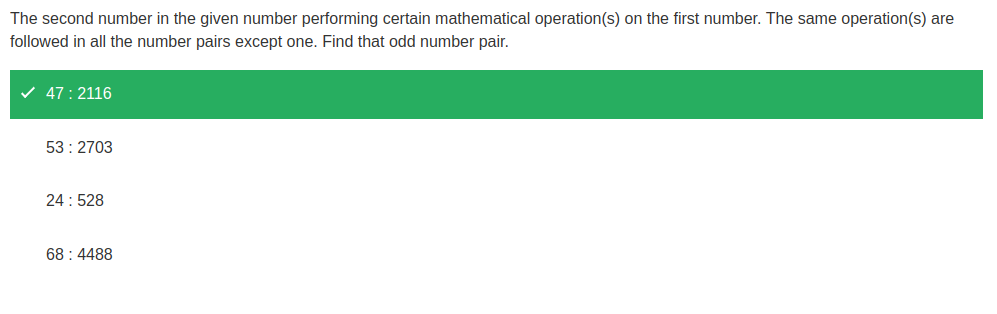 The second number in the given number performing certain mathematical operation(s) on the first number. The same operation(s) are
followed in all the number pairs except one. Find that odd number pair.
47 : 2116
53 : 2703
24 : 528
68 : 4488